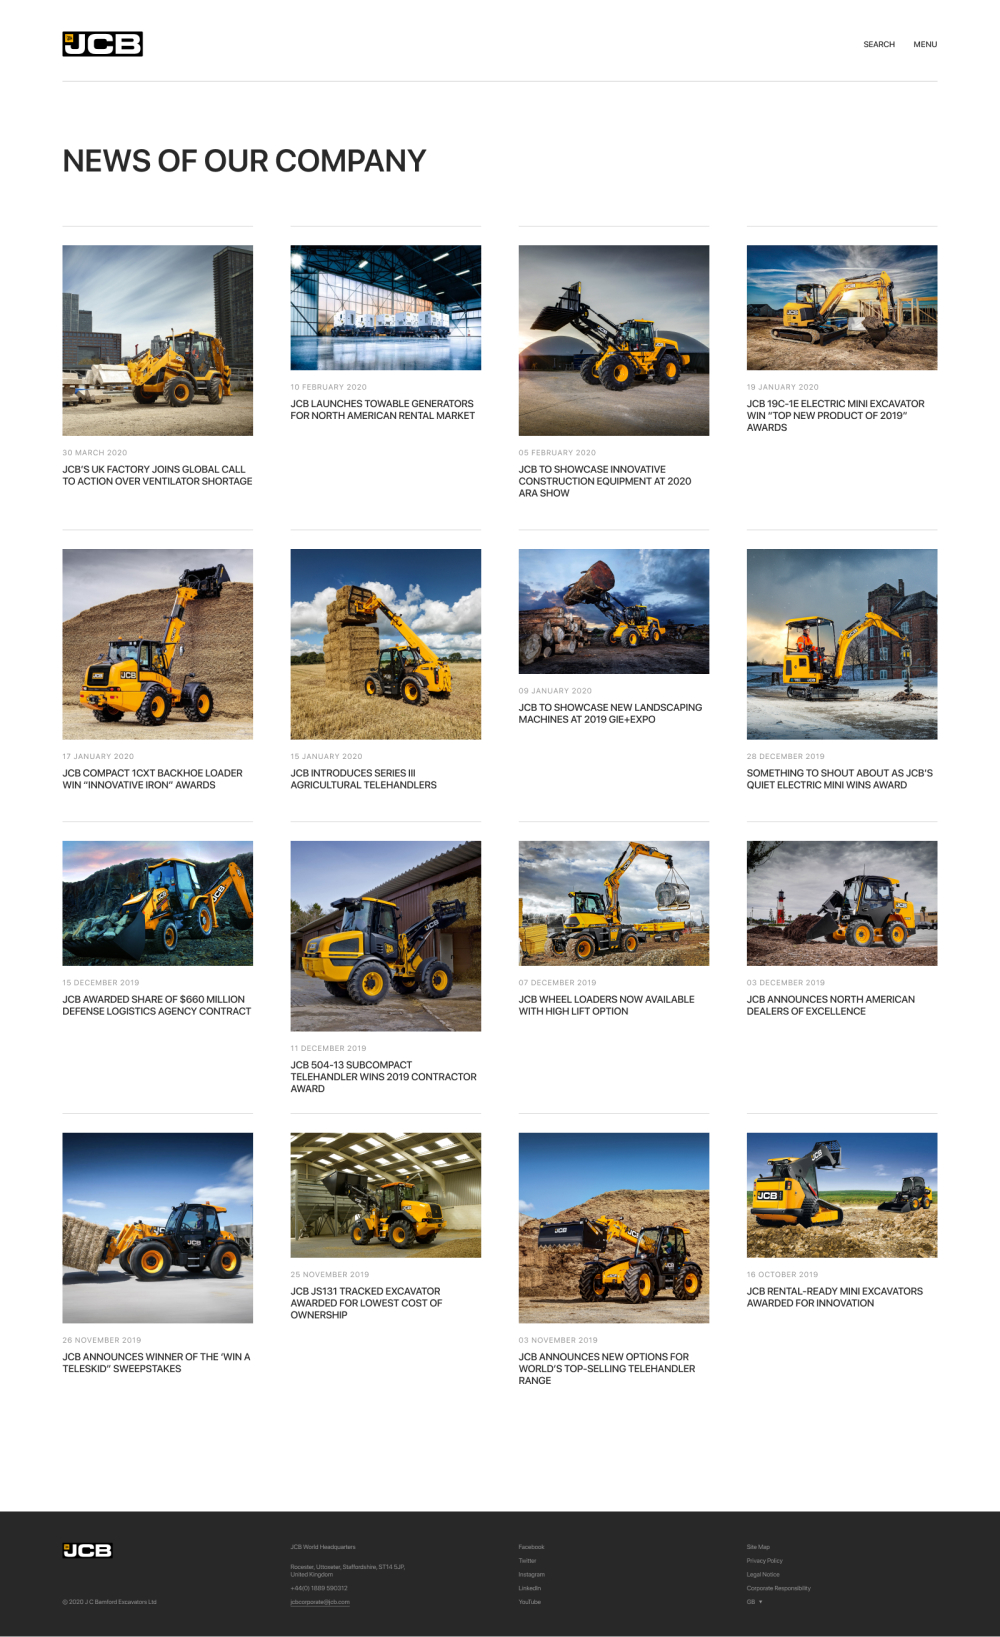 JCB
SEARCH
MENU
NEWS OF OUR COMPANY
30 MARCH 2020
JCB'S UK FACTORY JOINS GLOBAL CALL
TO ACTION OVER VENTILATOR SHORTAGE
10 FEBRUARY 2020
JCB LAUNCHES TOWABLE GENERATORS
FOR NORTH AMERICAN RENTAL MARKET
05 FEBRUARY 2020
JCB TO SHOWCASE INNOVATIVE
CONSTRUCTION EQUIPMENT AT 2020
ARA SHOW
19 JANUARY 2020
JCB 19C-1E ELECTRIC MINI EXCAVATOR
WIN “TOP NEW PRODUCT OF 2019”
AWARDS
17 JANUARY 2020
JCB COMPACT 1CXT BACKHOE LOADER
WIN “INNOVATIVE IRON” AWARDS
15 JANUARY 2020
JCB INTRODUCES SERIES III
AGRICULTURAL TELEHANDLERS
09 JANUARY 2020
JCB TO SHOWCASE NEW LANDSCAPING
MACHINES AT 2019 GIE+EXPO
28 DECEMBER 2019
SOMETHING TO SHOUT ABOUT AS JCB'S
QUIET ELECTRIC MINI WINS AWARD
15 DECEMBER 2019
JCB AWARDED SHARE OF $660 MILLION
DEFENSE LOGISTICS AGENCY CONTRACT
11 DECEMBER 2019
JCB 504-13 SUBCOMPACT
TELEHANDLER WINS 2019 CONTRACTOR
AWARD
07 DECEMBER 2019
JCB WHEEL LOADERS NOW AVAILABLE
WITH HIGH LIFT OPTION
03 DECEMBER 2019
JCB ANNOUNCES NORTH AMERICAN
DEALERS OF EXCELLENCE
26 NOVEMBER 2019
JCB ANNOUNCES WINNER OF THE ‘WIN A
TELESKID” SWEEPSTAKES
25 NOVEMBER 2019
JCB JS131 TRACKED EXCAVATOR
AWARDED FOR LOWEST COST OF
OWNERSHIP
03 NOVEMBER 2019
JCB ANNOUNCES NEW OPTIONS FOR
WORLD'S TOP-SELLING TELEHANDLER
RANGE
16 OCTOBER 2019
JCB RENTAL-READY MINI EXCAVATORS
AWARDED FOR INNOVATION
JCB
© 2020 J C Bamford Excavators Ltd
JCB World Headquarters
Rocester, Uttoxeter, Staffordshire, ST14 5JP,
United Kingdom
+44(0) 1889 590312
jcbcorporate@jcb.com
Facebook
Twitter
Instagram
LinkedIn
YouTube
Site Map
Privacy Policy
Legal Notice
Corporate Responsibility
GB